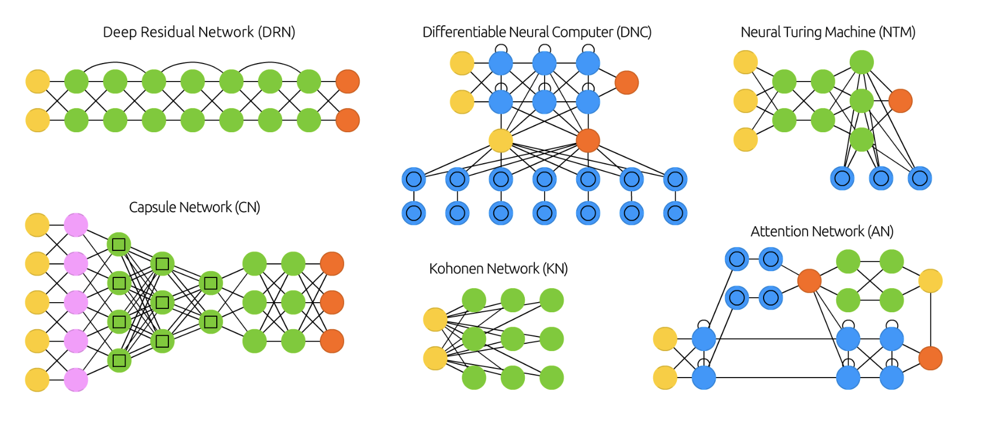 Deep Residual Network (DRN)
Differentiable Neural Computer (DNC)
Neural Turing Machine (NTM)
Capsule Network (CN)
Attention Network (AN)
Kohonen Network (KN)